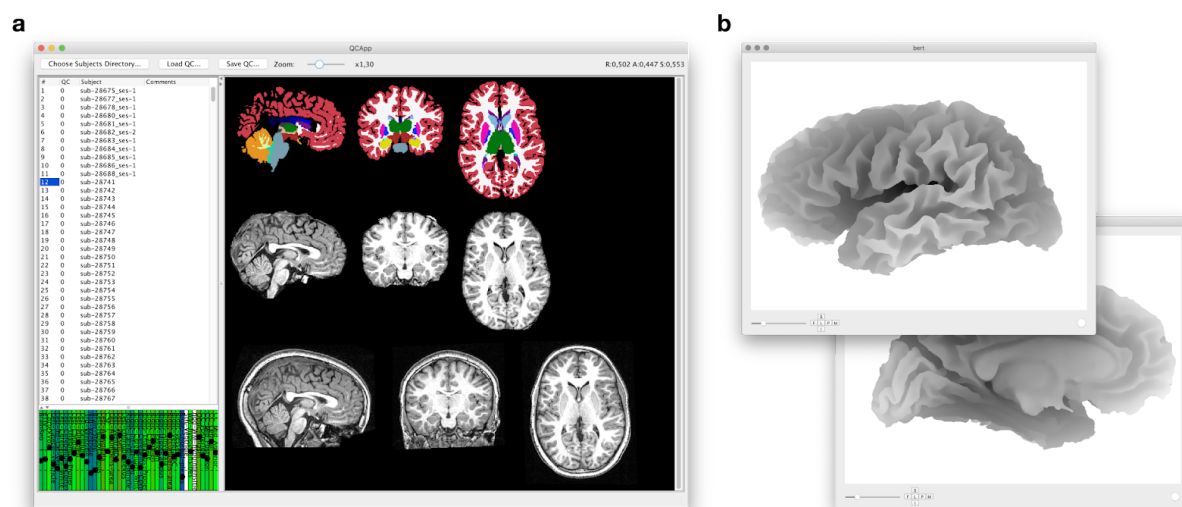 a
QCApp
Choose Subjects Directory... Load QC... Save QC... Zoom: x1,30 R:0,502 A:0,447 S:0,553
# QC Subject Comments
1 0 sub-28675_ses-1
2 0 sub-28677_ses-1
3 0 sub-28678_ses-1
4 0 sub-28680_ses-1
5 0 sub-28681_ses-1
6 0 sub-28682_ses-2
7 0 sub-28683_ses-1
8 0 sub-28684_ses-1
9 0 sub-28685_ses-1
10 0 sub-28686_ses-1
11 0 sub-28688_ses-1
12 0 sub-28741
13 0 sub-28742
14 0 sub-28743
15 0 sub-28744
16 0 sub-28745
17 0 sub-28746
18 0 sub-28747
19 0 sub-28748
20 0 sub-28749
21 0 sub-28750
22 0 sub-28751
23 0 sub-28752
24 0 sub-28753
25 0 sub-28754
26 0 sub-28755
27 0 sub-28756
28 0 sub-28757
29 0 sub-28758
30 0 sub-28759
31 0 sub-28760
32 0 sub-28761
33 0 sub-28762
34 0 sub-28763
35 0 sub-28764
36 0 sub-28765
37 0 sub-28766
38 0 sub-28767
b
bert
S
F L P M
I
F L P M